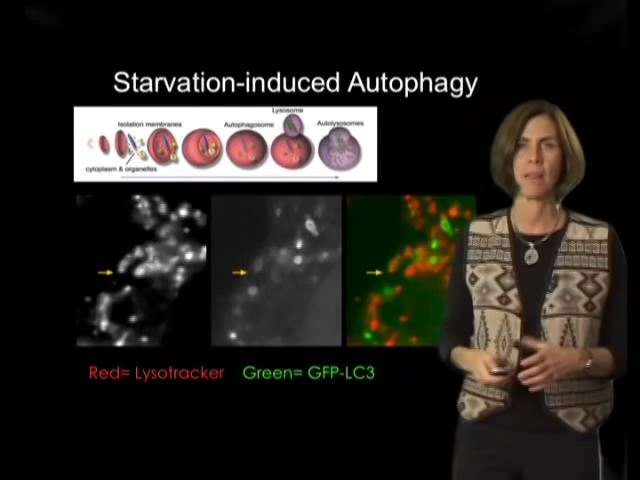 Starvation-induced Autophagy
Lysosome
Isolation membranes
Autophagosome
Autolysosomes
cytoplasm & organelles
Red= Lysotracker Green= GFP-LC3